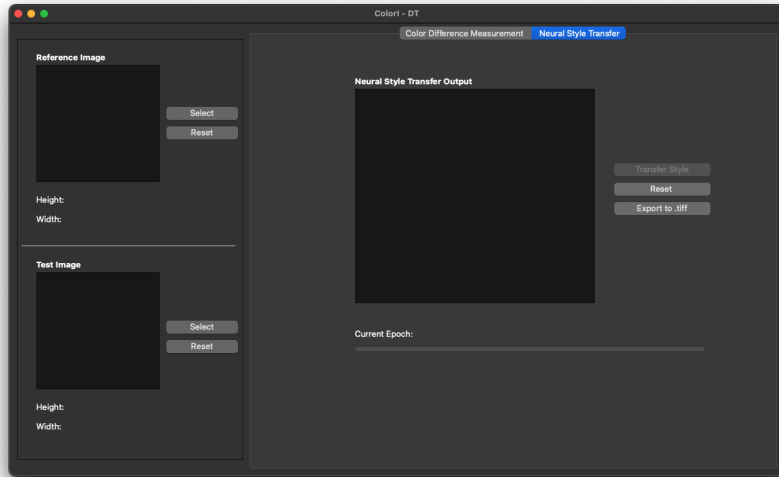 ColorI - DT
Color Difference Measurement Neural Style Transfer
Reference Image
Select
Reset
Height:
Width:
Test Image
Select
Reset
Height:
Width:
Neural Style Transfer Output
Transfer Style
Reset
Export to .tiff
Current Epoch: